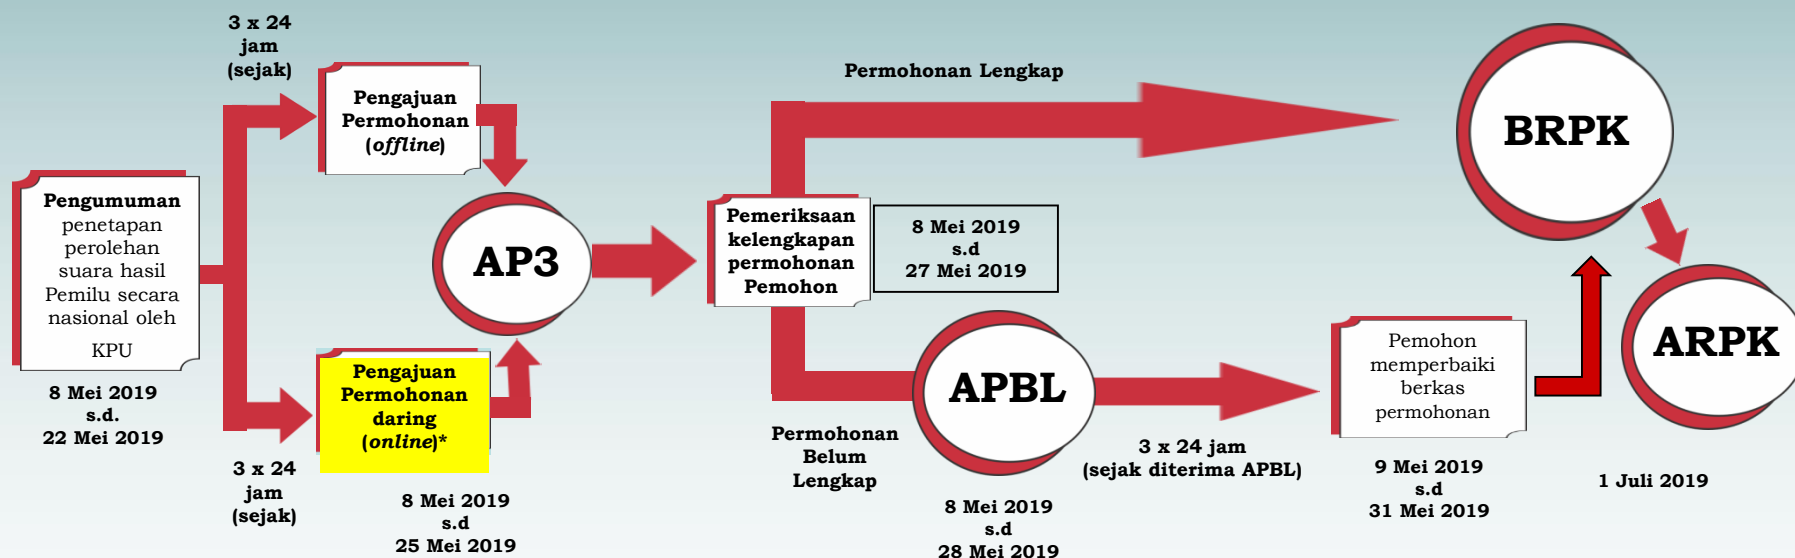 Pengumuman
penetapan
perolehan
suara hasil
Pemilu secara
nasional oleh
KPU
8 Mei 2019
s.d.
22 Mei 2019
3 x 24
jam
(sejak)
Pengajuan
Permohonan
(offline)
3 x 24
jam
(sejak)
Pengajuan
Permohonan
daring
(online)*
8 Mei 2019
s.d
25 Mei 2019
AP3
Pemeriksaan
kelengkapan
permohonan
Pemohon
8 Mei 2019
s.d
27 Mei 2019
Permohonan Lengkap
Permohonan
Belum
Lengkap
APBL
8 Mei 2019
s.d
28 Mei 2019
3 x 24 jam
(sejak diterima APBL)
Pemohon
memperbaiki
berkas
permohonan
9 Mei 2019
s.d
31 Mei 2019
BRPK
ARPK
1 Juli 2019